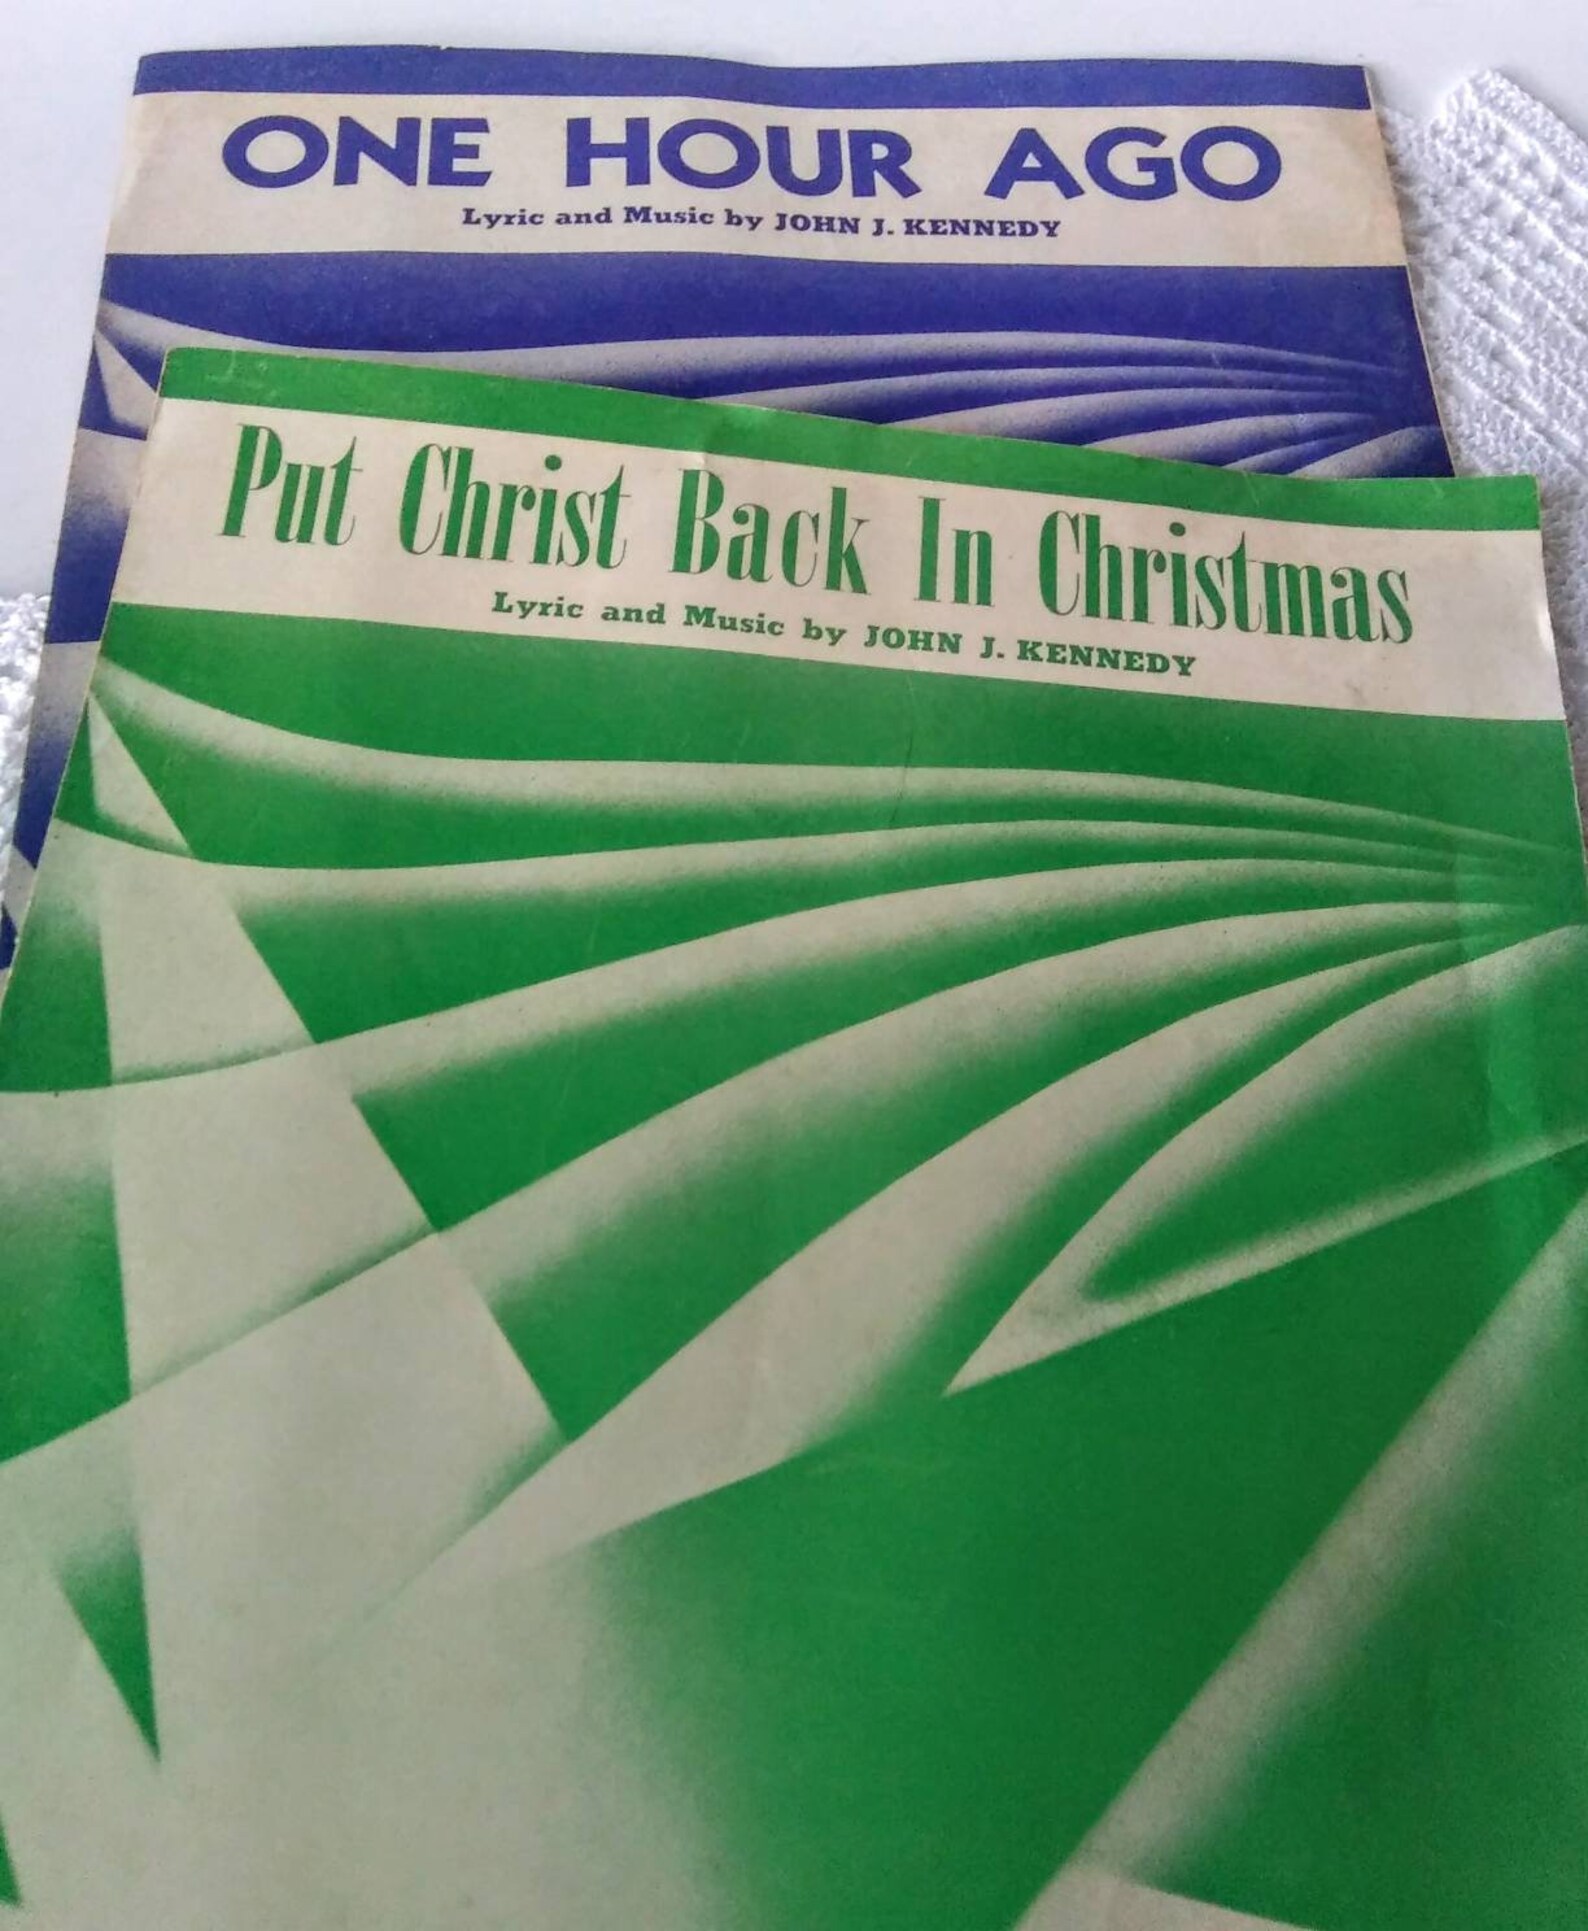 ONE HOUR AGO
Lyric and Music by JOHN J. KENNEDY
Put Christ Back In Christmas
Lyric and Music by JOHN J. KENNEDY